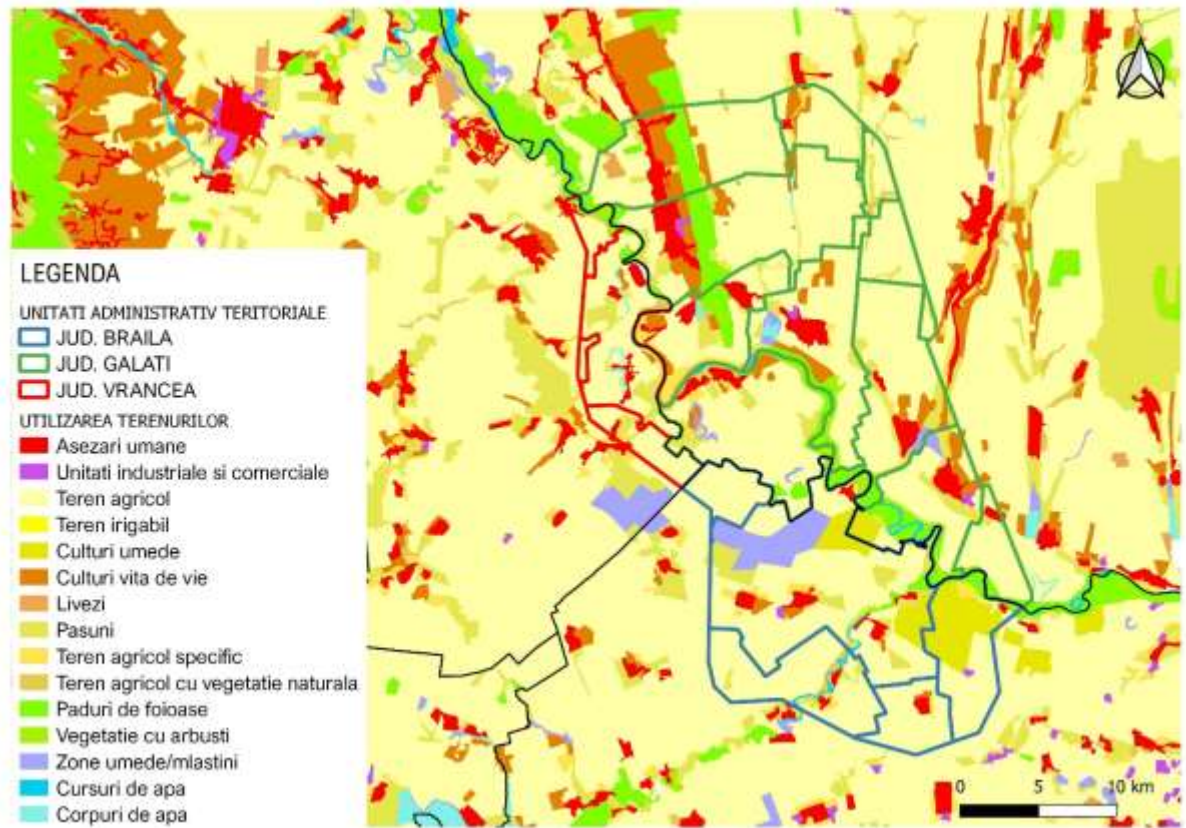 LEGENDA
UNITATI ADMINISTRATIV TERITORIALE
JUD. BRAILA
JUD. GALATI
JUD. VRANCEA
UTILIZAREA TERENURILOR
Asezari umane
Unitati industriale si comerciale
Teren agricol
Teren irigabil
Culturi umede
Culturi vita de vie
Livezi
Pasuni
Teren agricol specific
Teren agricol cu vegetatie naturala
Paduri de foioase
Vegetatie cu arbusti
Zone umede/mlastini
Cursuri de apa
Corpuri de apa
0 5 10 km